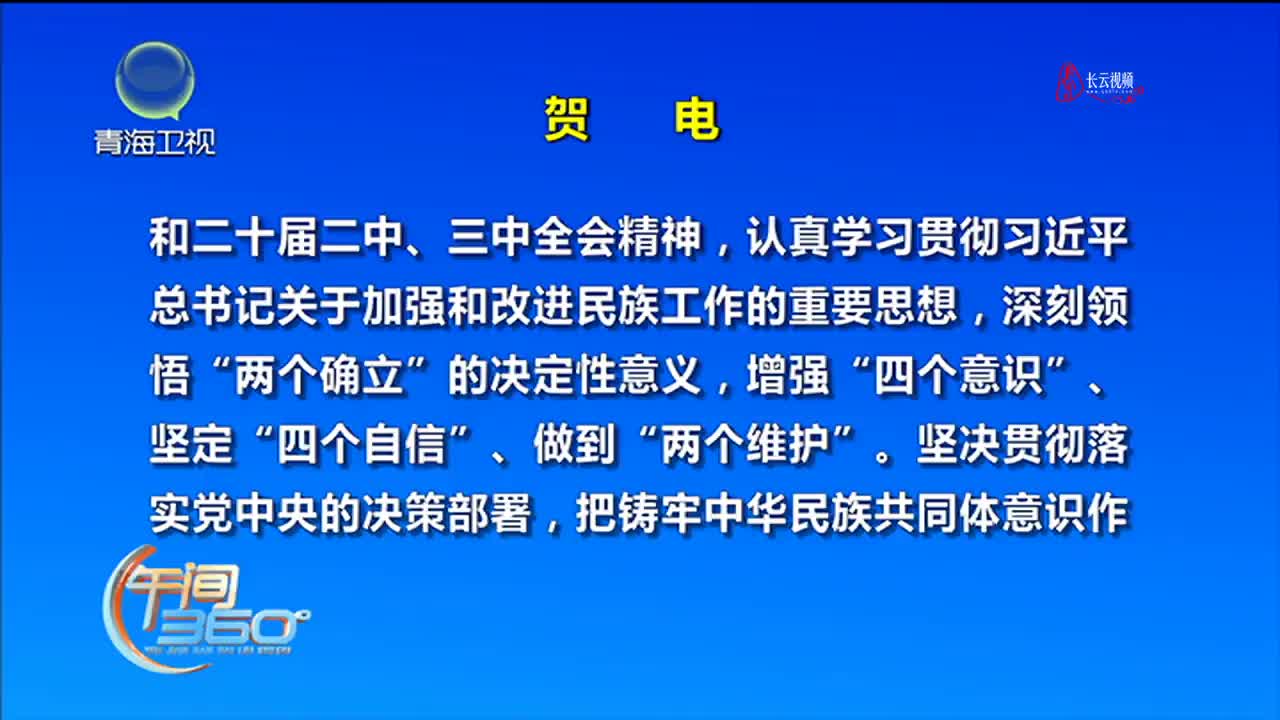 青海卫视
长云视频
贺 电
和二十届二中、三中全会精神，认真学习贯彻习近平
总书记关于加强和改进民族工作的重要思想，深刻领
悟“两个确立”的决定性意义，增强“四个意识”、
坚定“四个自信”、做到“两个维护”。坚决贯彻落
实党中央的决策部署，把铸牢中华民族共同体意识作
午间
360°